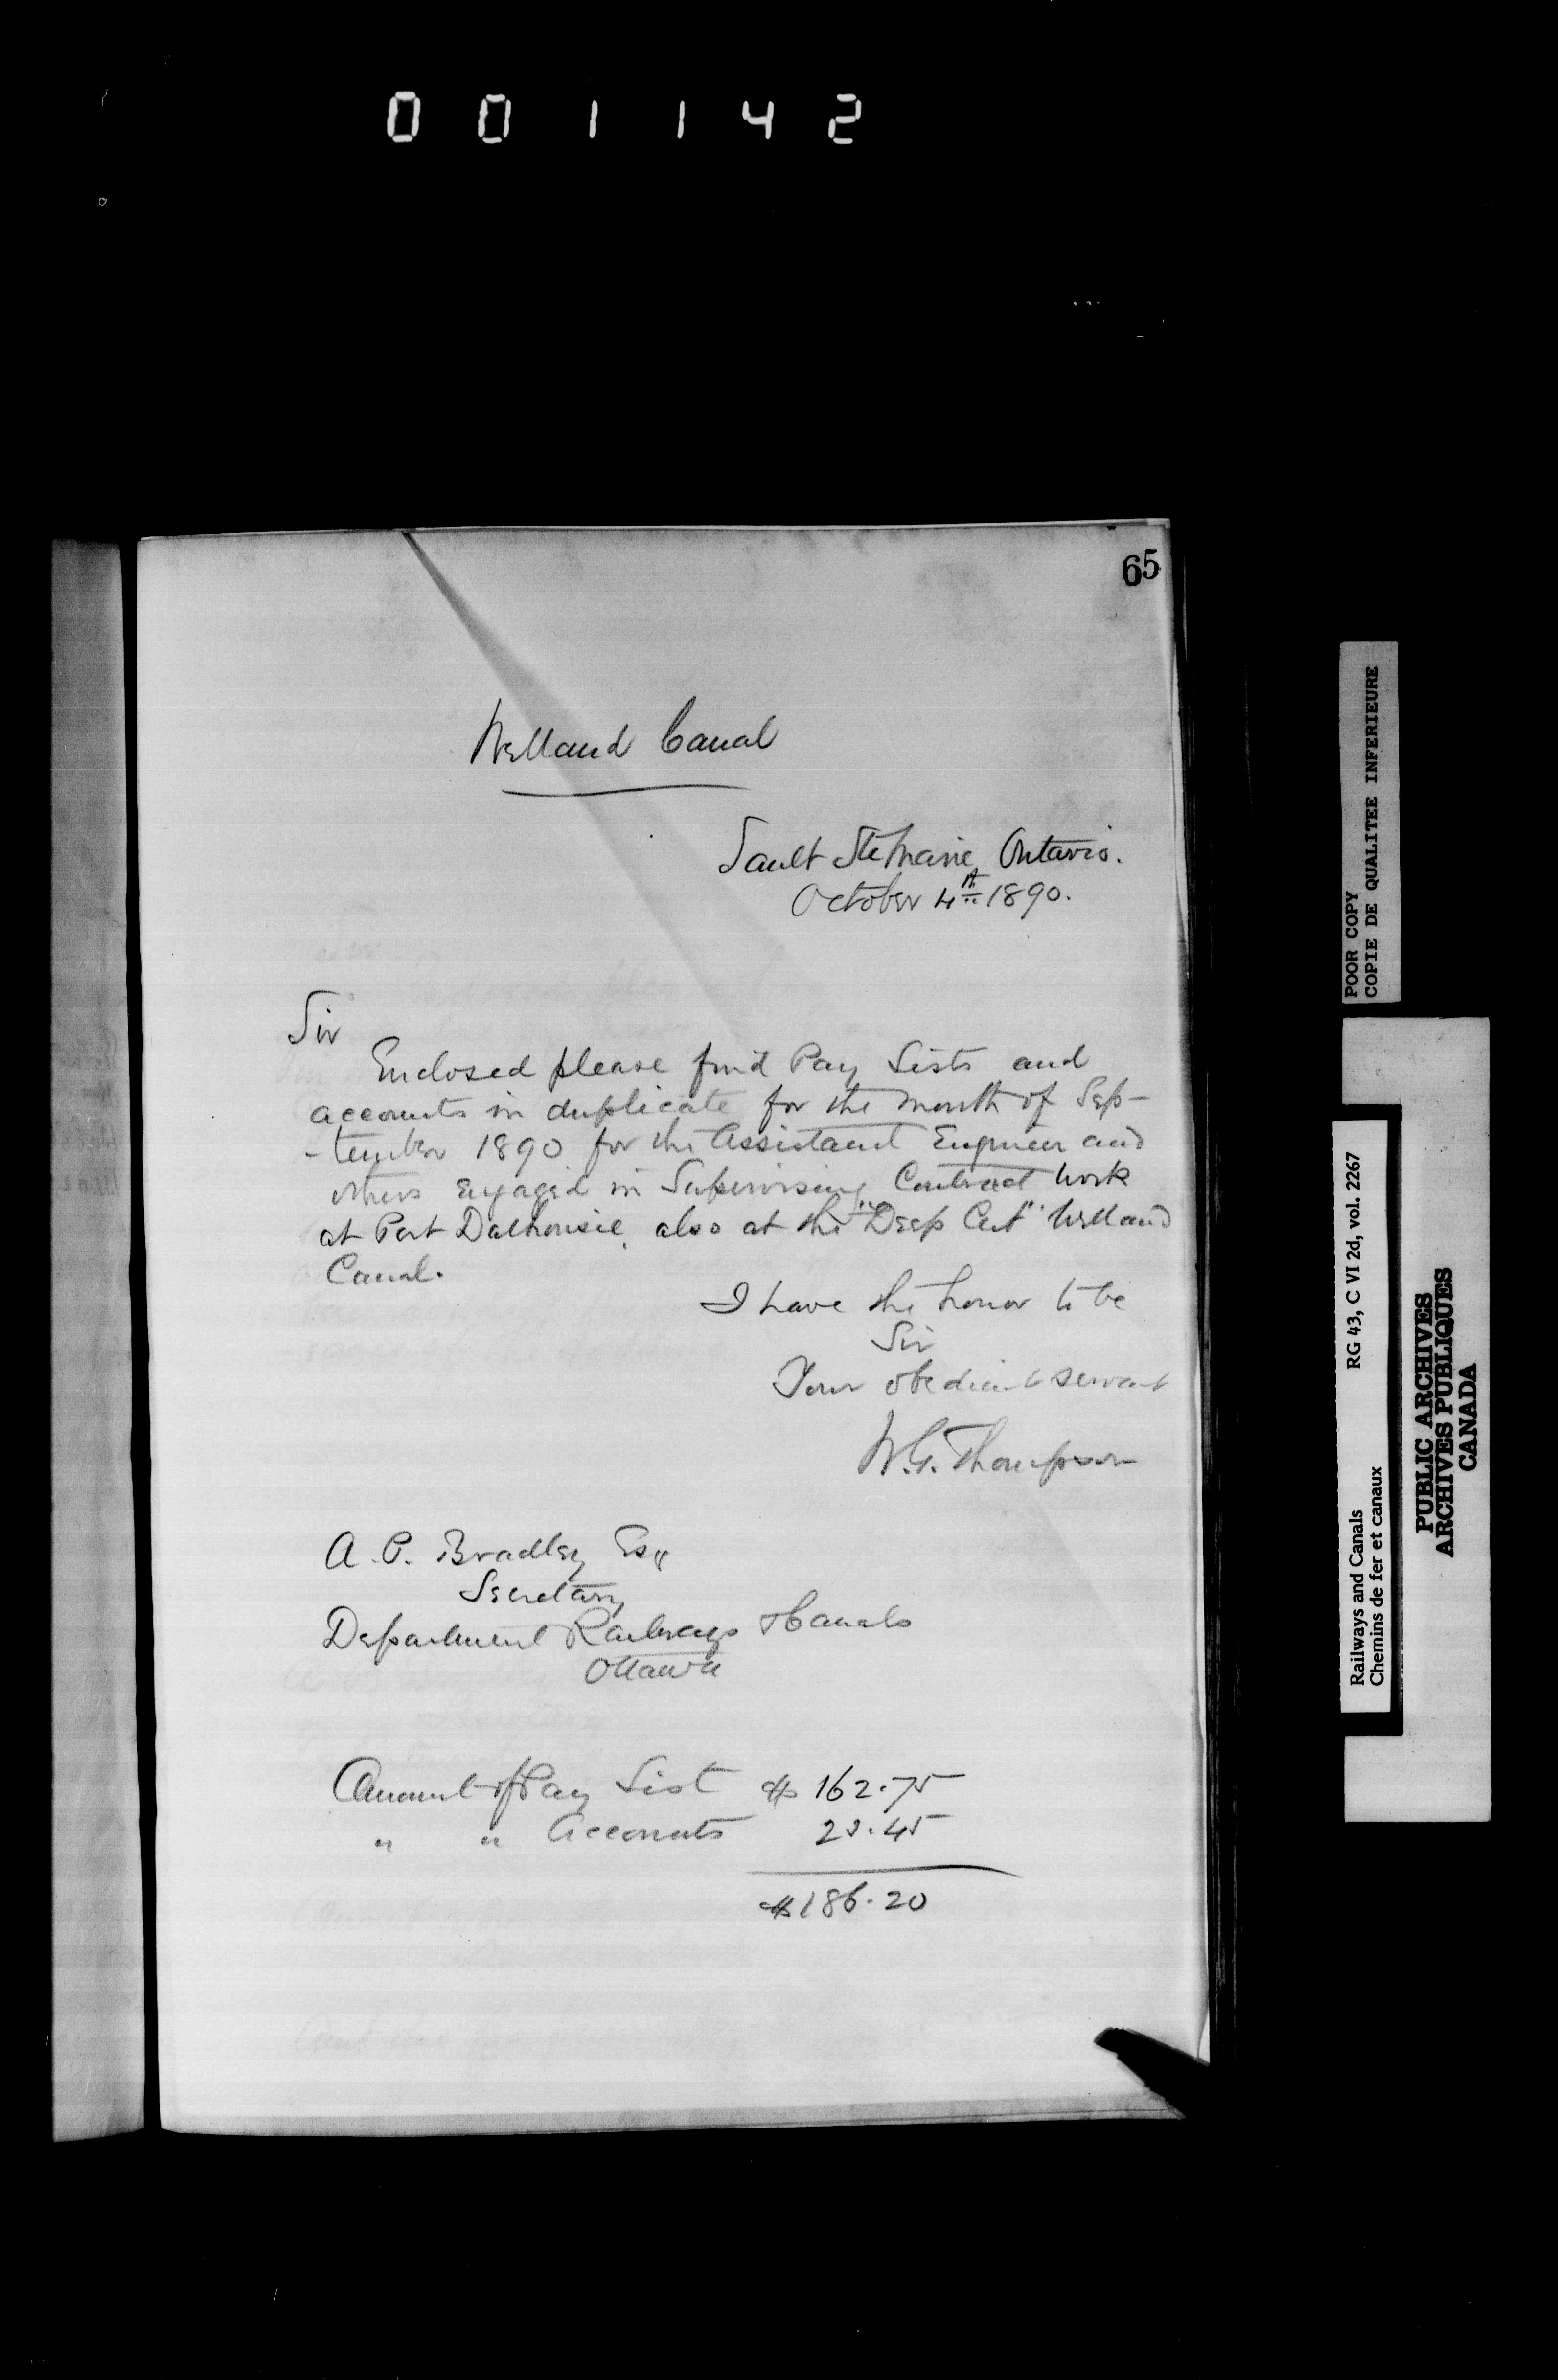 001142
65
Welland Canal
Sault Ste Marie Ontario.
October 4th 1890.
Sir
Enclosed please find Pay Lists and
accounts in duplicate for the month of Sep-
-tember 1890 for the Assistant Engineer and
others engaged in Supervising Contract work
at Port Dalhousie, also at the "Deep Cut" Welland
Canal.
I have the honor to be
Sir
Your obedient servant
W.G. Thompson
A. P. Bradley Esq
Secretary
Department Railways & Canals
Ottawa
Amount of Pay List $ 162.75
" " Accounts 23.45
$186.20
POOR COPY
COPIE DE QUALITEE INFERIEURE
Railways and Canals RG 43, C VI 2d, vol. 2267
Chemins de fer et canaux
PUBLIC ARCHIVES
ARCHIVES PUBLIQUES
CANADA